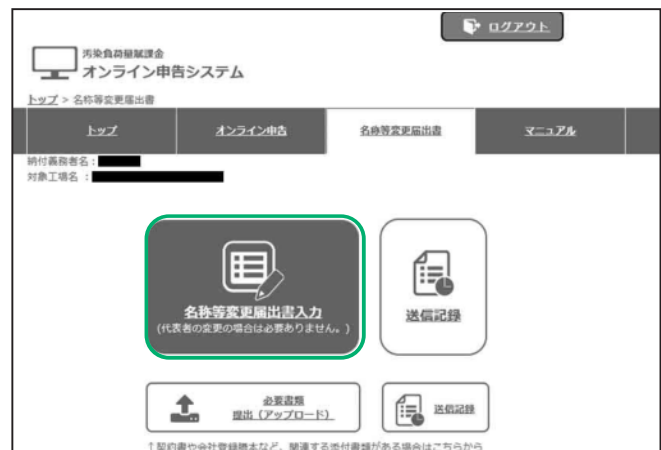 ログアウト
汚染負荷量賦課金
オンライン申告システム
トップ > 名称等変更届出書
トップ オンライン申告 名称等変更届出書 マニュアル
納付義務者名：
対象工場名 ：
名称等変更届出書入力
(代表者の変更の場合は必要ありません。)
送信記録
必要書類
提出（アップロード）
送信記録
↑契約書や会社登録謄本など、関連する添付書類がある場合はこちらから